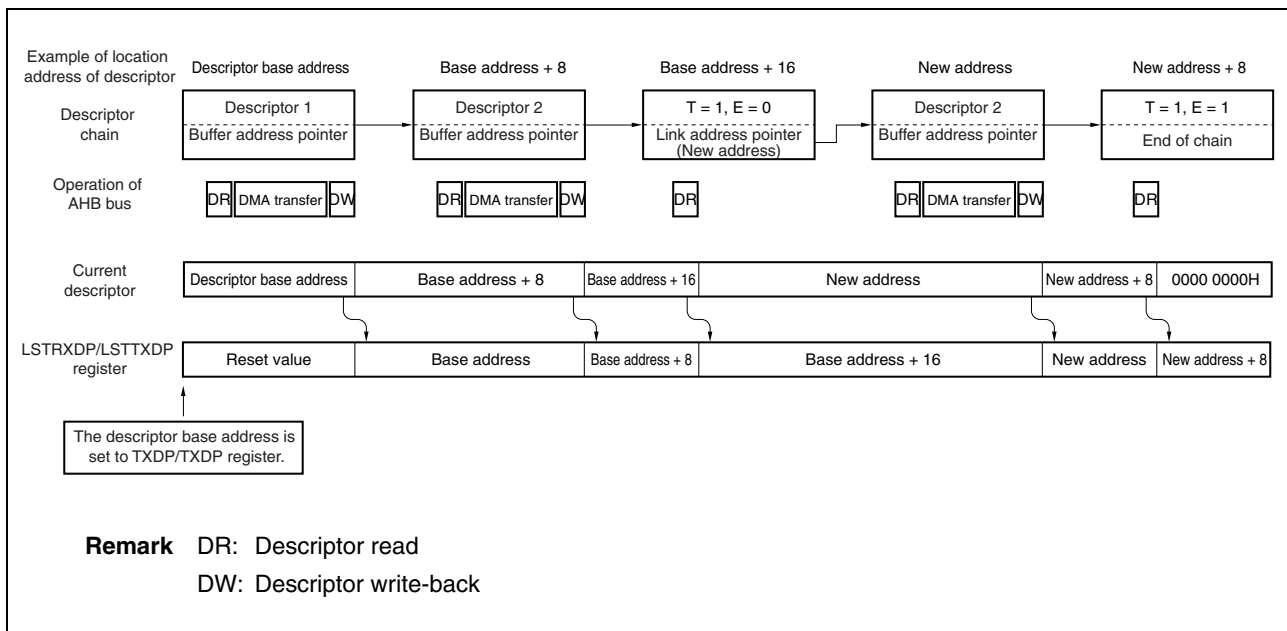 Example of location
address of descriptor
Descriptor base address
Base address + 8
Base address + 16
New address
New address + 8
Descriptor
chain
Descriptor 1
Buffer address pointer
Descriptor 2
Buffer address pointer
T = 1, E = 0
Link address pointer
(New address)
Descriptor 2
Buffer address pointer
T = 1, E = 1
End of chain
Operation of
AHB bus
DR DMA transfer DW
DR DMA transfer DW
DR
DR DMA transfer DW
DR
Current
descriptor
Descriptor base address
Base address + 8
Base address + 16
New address
New address + 8
0000 0000H
LSTRXDP/LSTTXDP
register
Reset value
Base address
Base address + 8
Base address + 16
New address
New address + 8
The descriptor base address is
set to TXDP/TXDP register.
Remark DR: Descriptor read
DW: Descriptor write-back